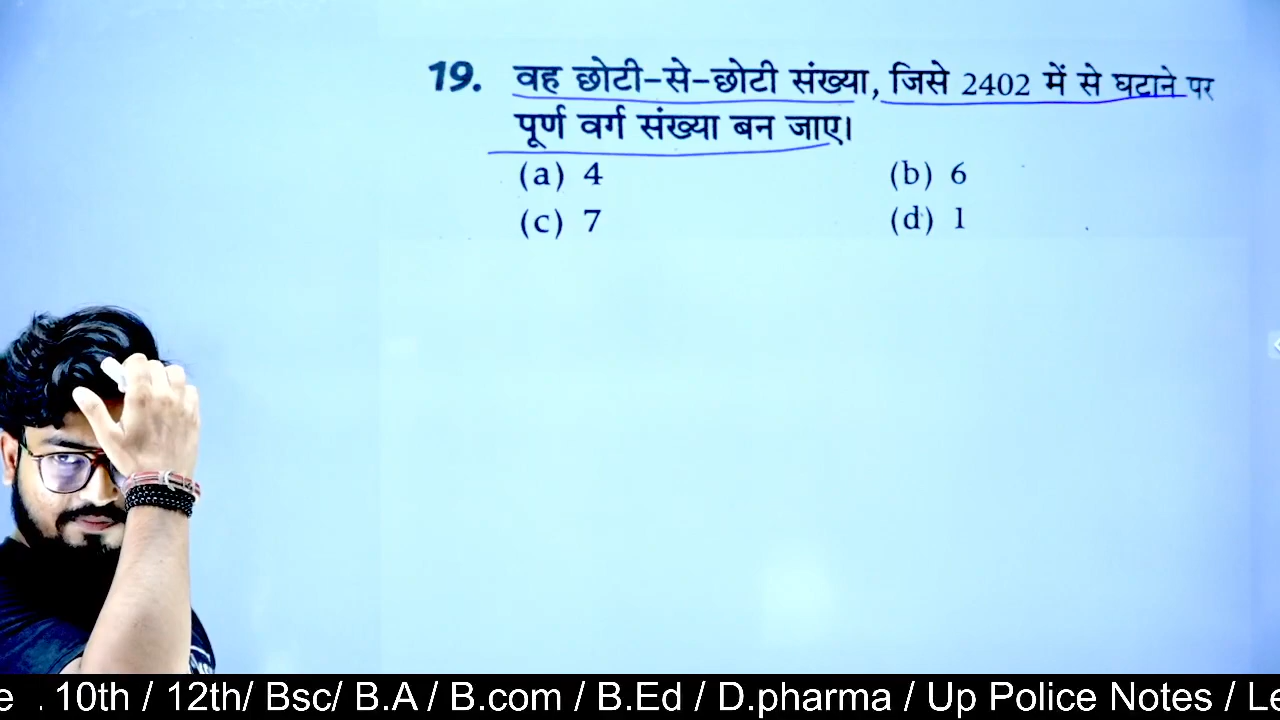 19. वह छोटी-से-छोटी संख्या, जिसे 2402 में से घटाने पर
पूर्ण वर्ग संख्या बन जाए।
(a) 4 (b) 6
(c) 7 (d) 1
e . 10th / 12th/ Bsc/ B.A / B.com / B.Ed / D.pharma / Up Police Notes / Le